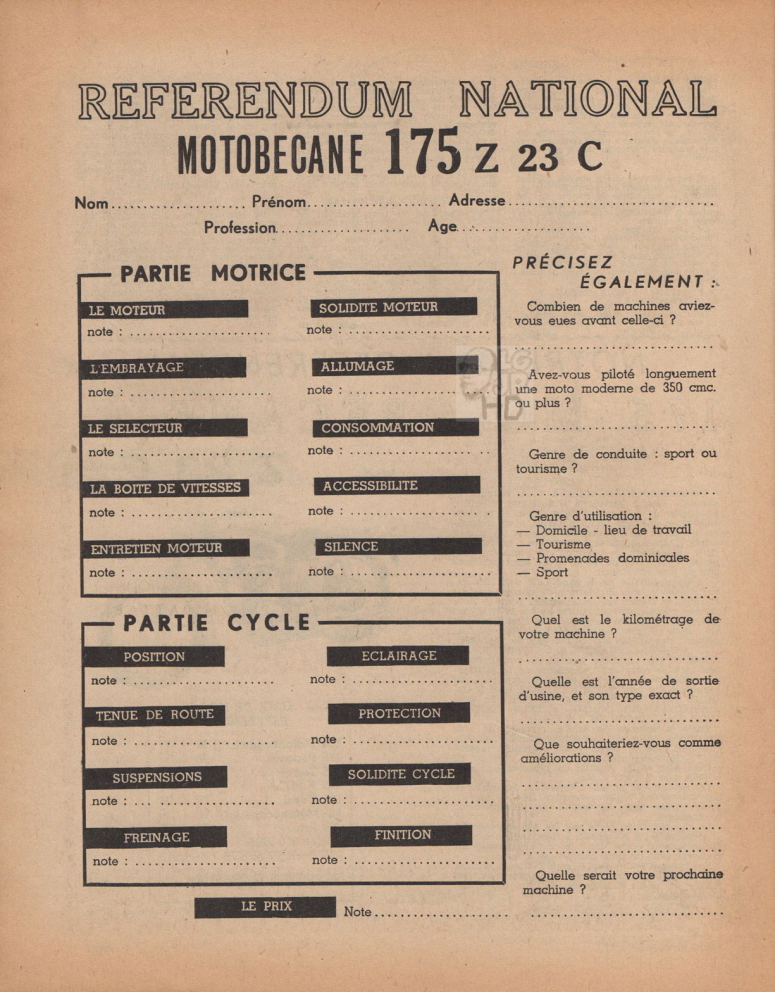 REFERENDUM NATIONAL
MOTOBECANE 175 Z 23 C
Nom.................... Prénom.................... Adresse....................
Profession.................... Age....................
PARTIE MOTRICE
LE MOTEUR
note : ....................
L'EMBRAYAGE
note : ....................
LE SELECTEUR
note : ....................
LA BOITE DE VITESSES
note : ....................
ENTRETIEN MOTEUR
note : ....................
SOLIDITE MOTEUR
note : ....................
ALLUMAGE
note : ....................
CONSOMMATION
note : ....................
ACCESSIBILITE
note : ....................
SILENCE
note : ....................
PARTIE CYCLE
POSITION
note : ....................
TENUE DE ROUTE
note : ....................
SUSPENSIONS
note : ....................
FREINAGE
note : ....................
ECLAIRAGE
note : ....................
PROTECTION
note : ....................
SOLIDITE CYCLE
note : ....................
FINITION
note : ....................
LE PRIX
Note....................
PRÉCISEZ
ÉGALEMENT :
Combien de machines aviez-
vous eues avant celle-ci ?
Avez-vous piloté longuement
une moto moderne de 350 cmc.
ou plus ?
Genre de conduite : sport ou
tourisme ?
Genre d'utilisation :
— Domicile - lieu de travail
— Tourisme
— Promenades dominicales
— Sport
Quel est le kilométrage de
votre machine ?
Quelle est l'année de sortie
d'usine, et son type exact ?
Que souhaiteriez-vous comme
améliorations ?
Quelle serait votre prochaine
machine ?